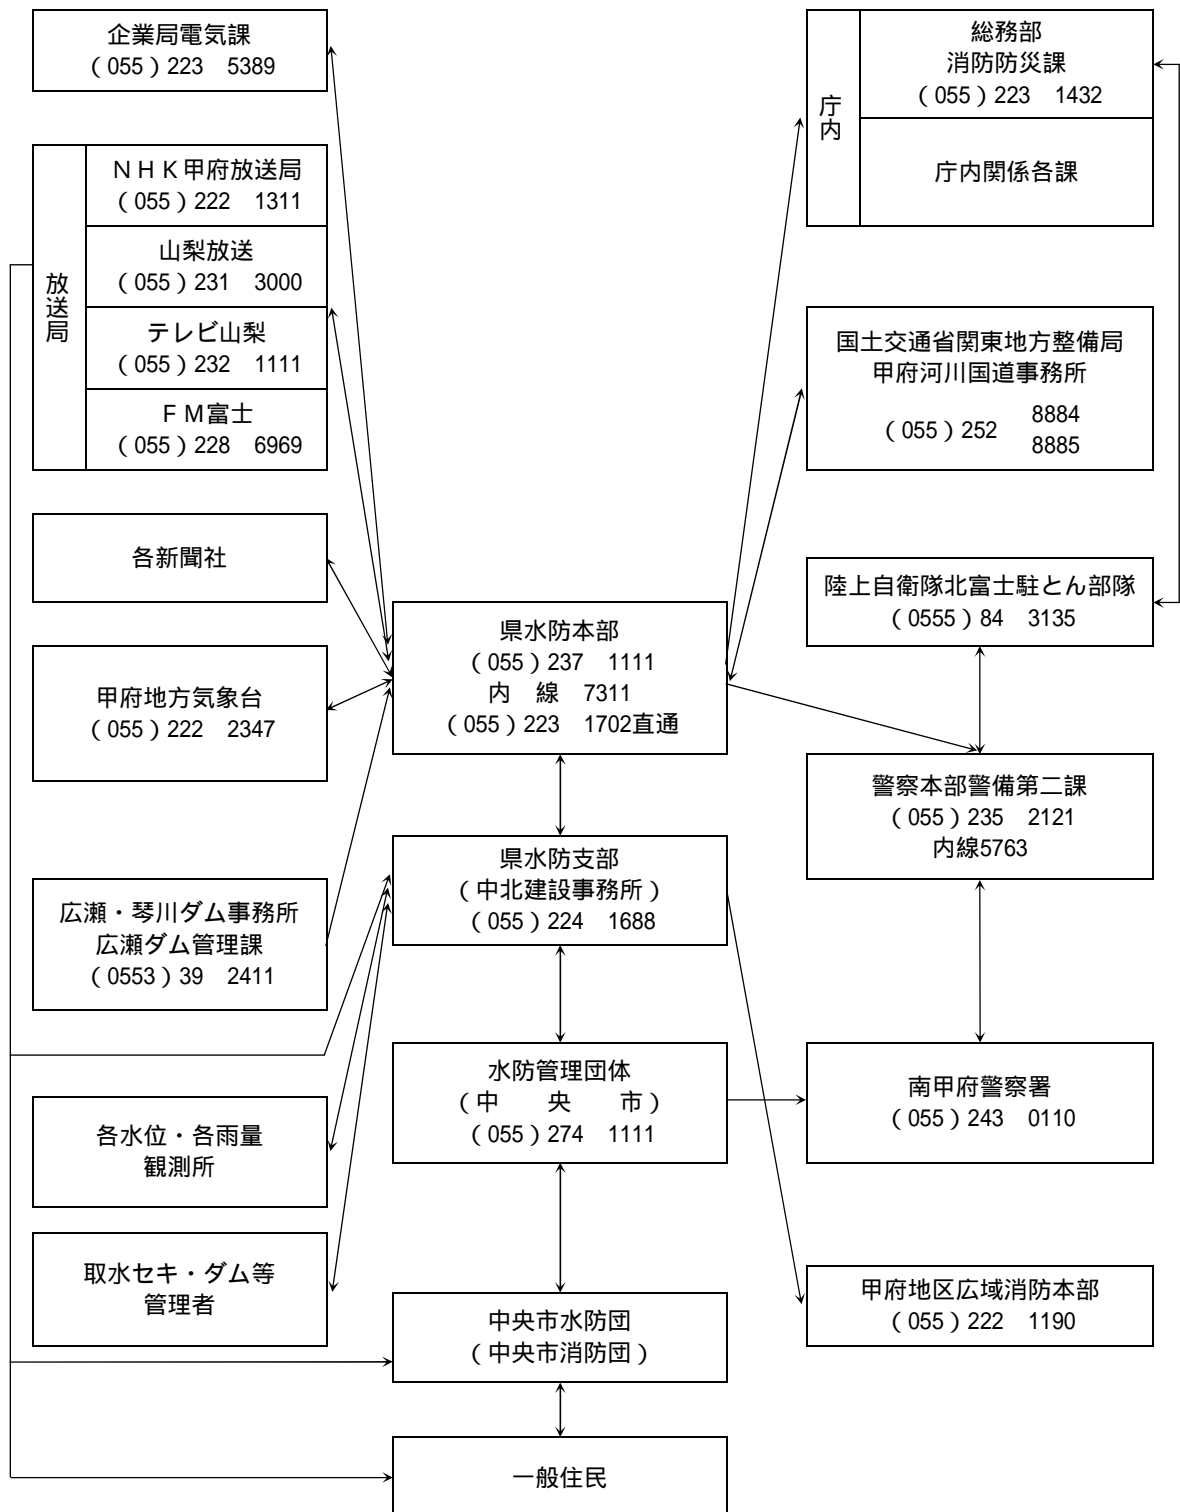 企業局電気課
(055)223 5389
放送局
NHK甲府放送局
(055)222 1311
山梨放送
(055)231 3000
テレビ山梨
(055)232 1111
FM富士
(055)228 6969
各新聞社
甲府地方気象台
(055)222 2347
広瀬・琴川ダム事務所
広瀬ダム管理課
(0553)39 2411
各水位・各雨量
観測所
取水セキ・ダム等
管理者
県水防本部
(055)237 1111
内 線 7311
(055)223 1702直通
県水防支部
(中北建設事務所)
(055)224 1688
水防管理団体
(中 央 市)
(055)274 1111
中央市水防団
(中央市消防団)
一般住民
庁内
総務部
消防防災課
(055)223 1432
庁内関係各課
国土交通省関東地方整備局
甲府河川国道事務所
(055)252 8884
8885
陸上自衛隊北富士駐とん部隊
(0555)84 3135
警察本部警備第二課
(055)235 2121
内線5763
南甲府警察署
(055)243 0110
甲府地区広域消防本部
(055)222 1190